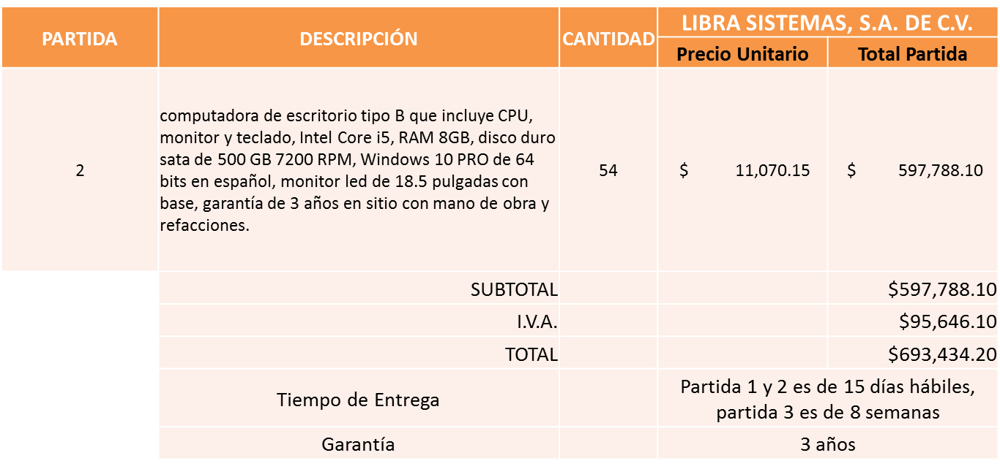 PARTIDA
DESCRIPCIÓN
CANTIDAD
LIBRA SISTEMAS, S.A. DE C.V.
Precio Unitario
Total Partida
2
computadora de escritorio tipo B que incluye CPU,
monitor y teclado, Intel Core i5, RAM 8GB, disco duro
sata de 500 GB 7200 RPM, Windows 10 PRO de 64
bits en español, monitor led de 18.5 pulgadas con
base, garantía de 3 años en sitio con mano de obra y
refacciones.
54
$ 11,070.15
$ 597,788.10
SUBTOTAL
$597,788.10
I.V.A.
$95,646.10
TOTAL
$693,434.20
Tiempo de Entrega
Partida 1 y 2 es de 15 días hábiles,
partida 3 es de 8 semanas
Garantía
3 años